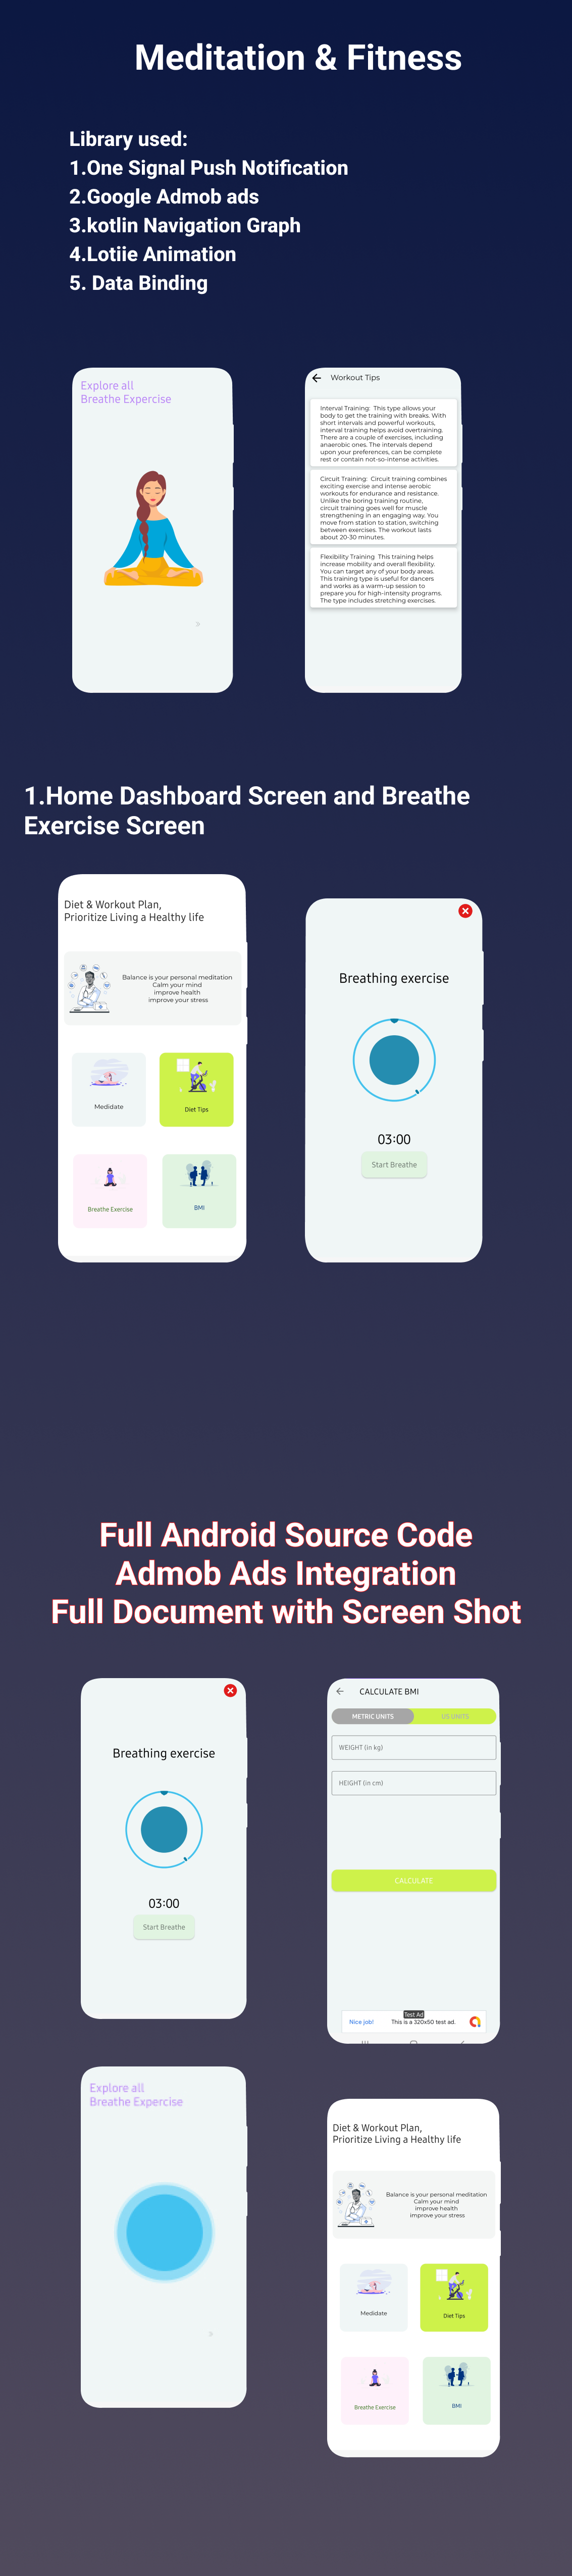 Meditation & Fitness
Library used:
1.One Signal Push Notification
2.Google Admob ads
3.kotlin Navigation Graph
4.Lotiie Animation
5. Data Binding
Explore all
Breathe Expercise
Workout Tips
Interval Training:  This type allows your
body to get the training with breaks. With
short intervals and powerful workouts,
interval training helps avoid overtraining.
There are a couple of exercises, including
anaerobic ones. The intervals depend
upon your preferences, can be complete
rest or contain not-so-intense activities.
Circuit Training:  Circuit training combines
exciting exercise and intense aerobic
workouts for endurance and resistance.
Unlike the boring training routine,
circuit training goes well for muscle
strengthening in an engaging way. You
move from station to station, switching
between exercises. The workout lasts
about 20-30 minutes.
Flexibility Training  This training helps
increase mobility and overall flexibility.
You can target any of your body areas.
This training type is useful for dancers
and works as a warm-up session to
prepare you for high-intensity programs.
The type includes stretching exercises.
1.Home Dashboard Screen and Breathe
Exercise Screen
Diet & Workout Plan,
Prioritize Living a Healthy life
Balance is your personal meditation
Calm your mind
improve health
improve your stress
Medidate
Diet Tips
Breathe Exercise
BMI
Breathing exercise
03:00
Start Breathe
Full Android Source Code
Admob Ads Integration
Full Document with Screen Shot
Breathing exercise
03:00
Start Breathe
CALCULATE BMI
METRIC UNITS
US UNITS
WEIGHT (in kg)
HEIGHT (in cm)
CALCULATE
Test Ad
Nice job!
This is a 320x50 test ad.
Explore all
Breathe Expercise
Diet & Workout Plan,
Prioritize Living a Healthy life
Balance is your personal meditation
Calm your mind
improve health
improve your stress
Medidate
Diet Tips
Breathe Exercise
BMI